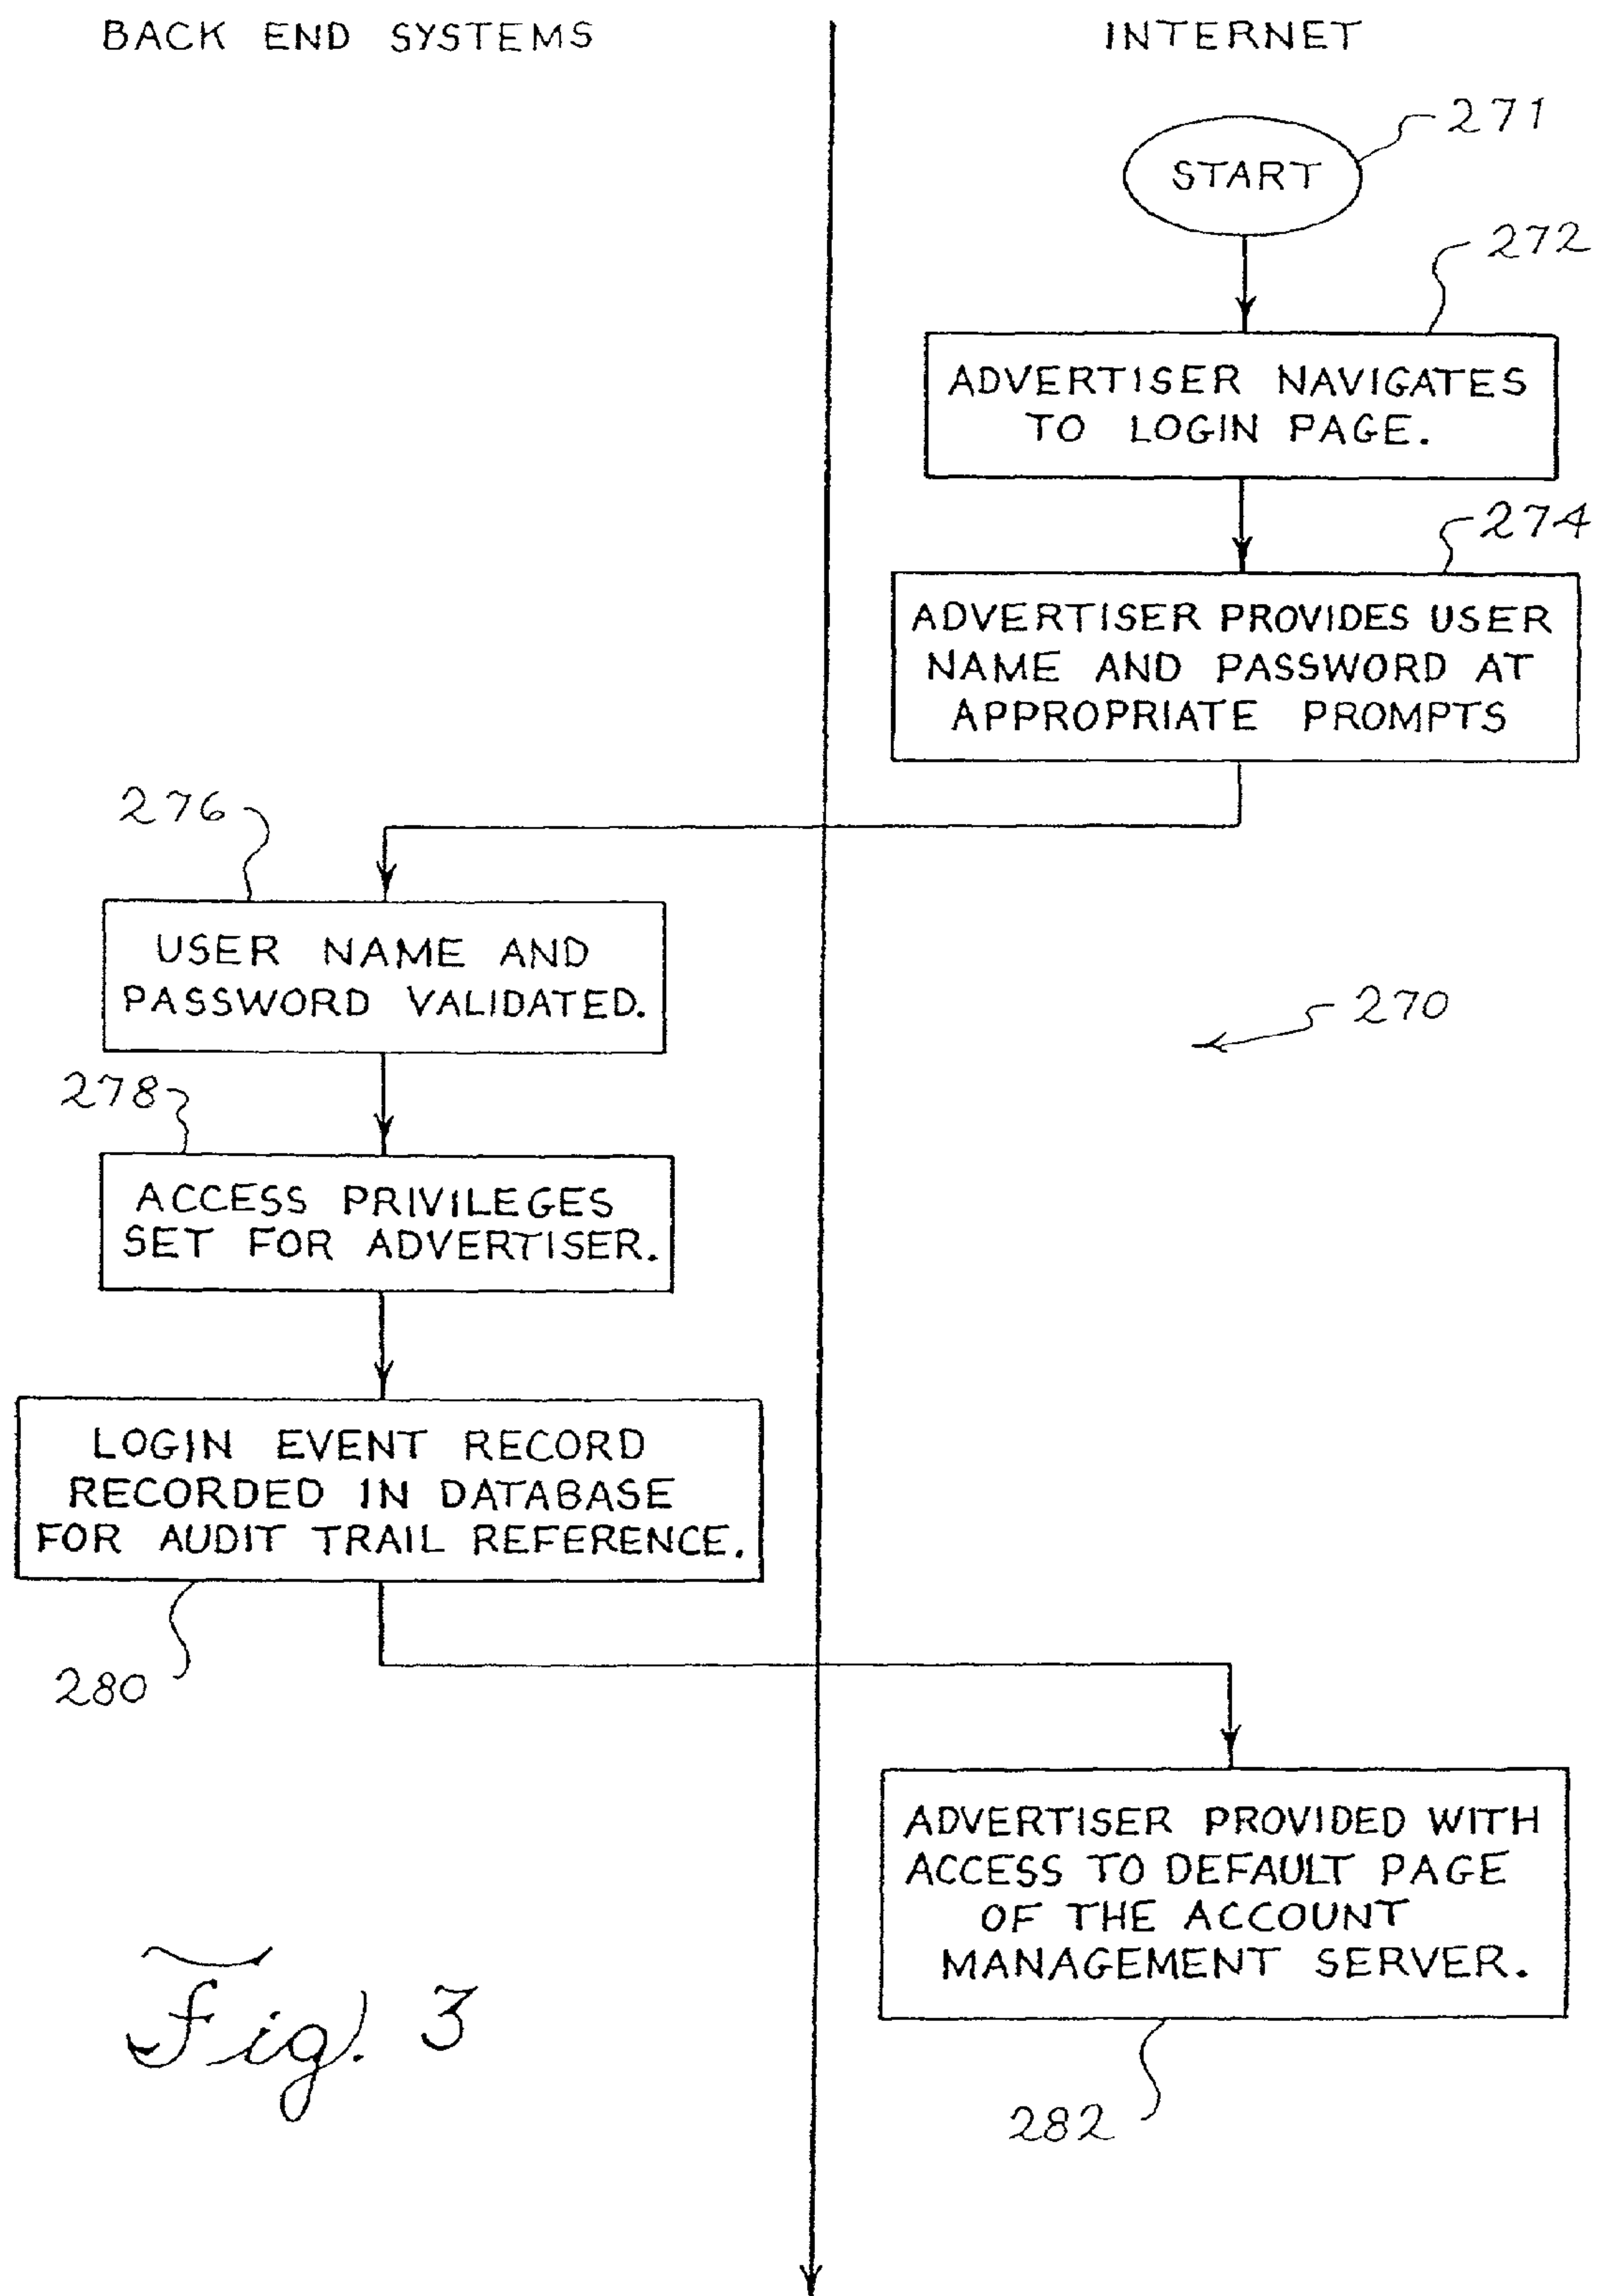 BACK END SYSTEMS
INTERNET
271
START
272
ADVERTISER NAVIGATES
TO LOGIN PAGE.
274
ADVERTISER PROVIDES USER
NAME AND PASSWORD AT
APPROPRIATE PROMPTS
276
USER NAME AND
PASSWORD VALIDATED.
270
278
ACCESS PRIVILEGES
SET FOR ADVERTISER.
LOGIN EVENT RECORD
RECORDED IN DATABASE
FOR AUDIT TRAIL REFERENCE.
280
ADVERTISER PROVIDED WITH
ACCESS TO DEFAULT PAGE
OF THE ACCOUNT
MANAGEMENT SERVER.
282
Fig. 3